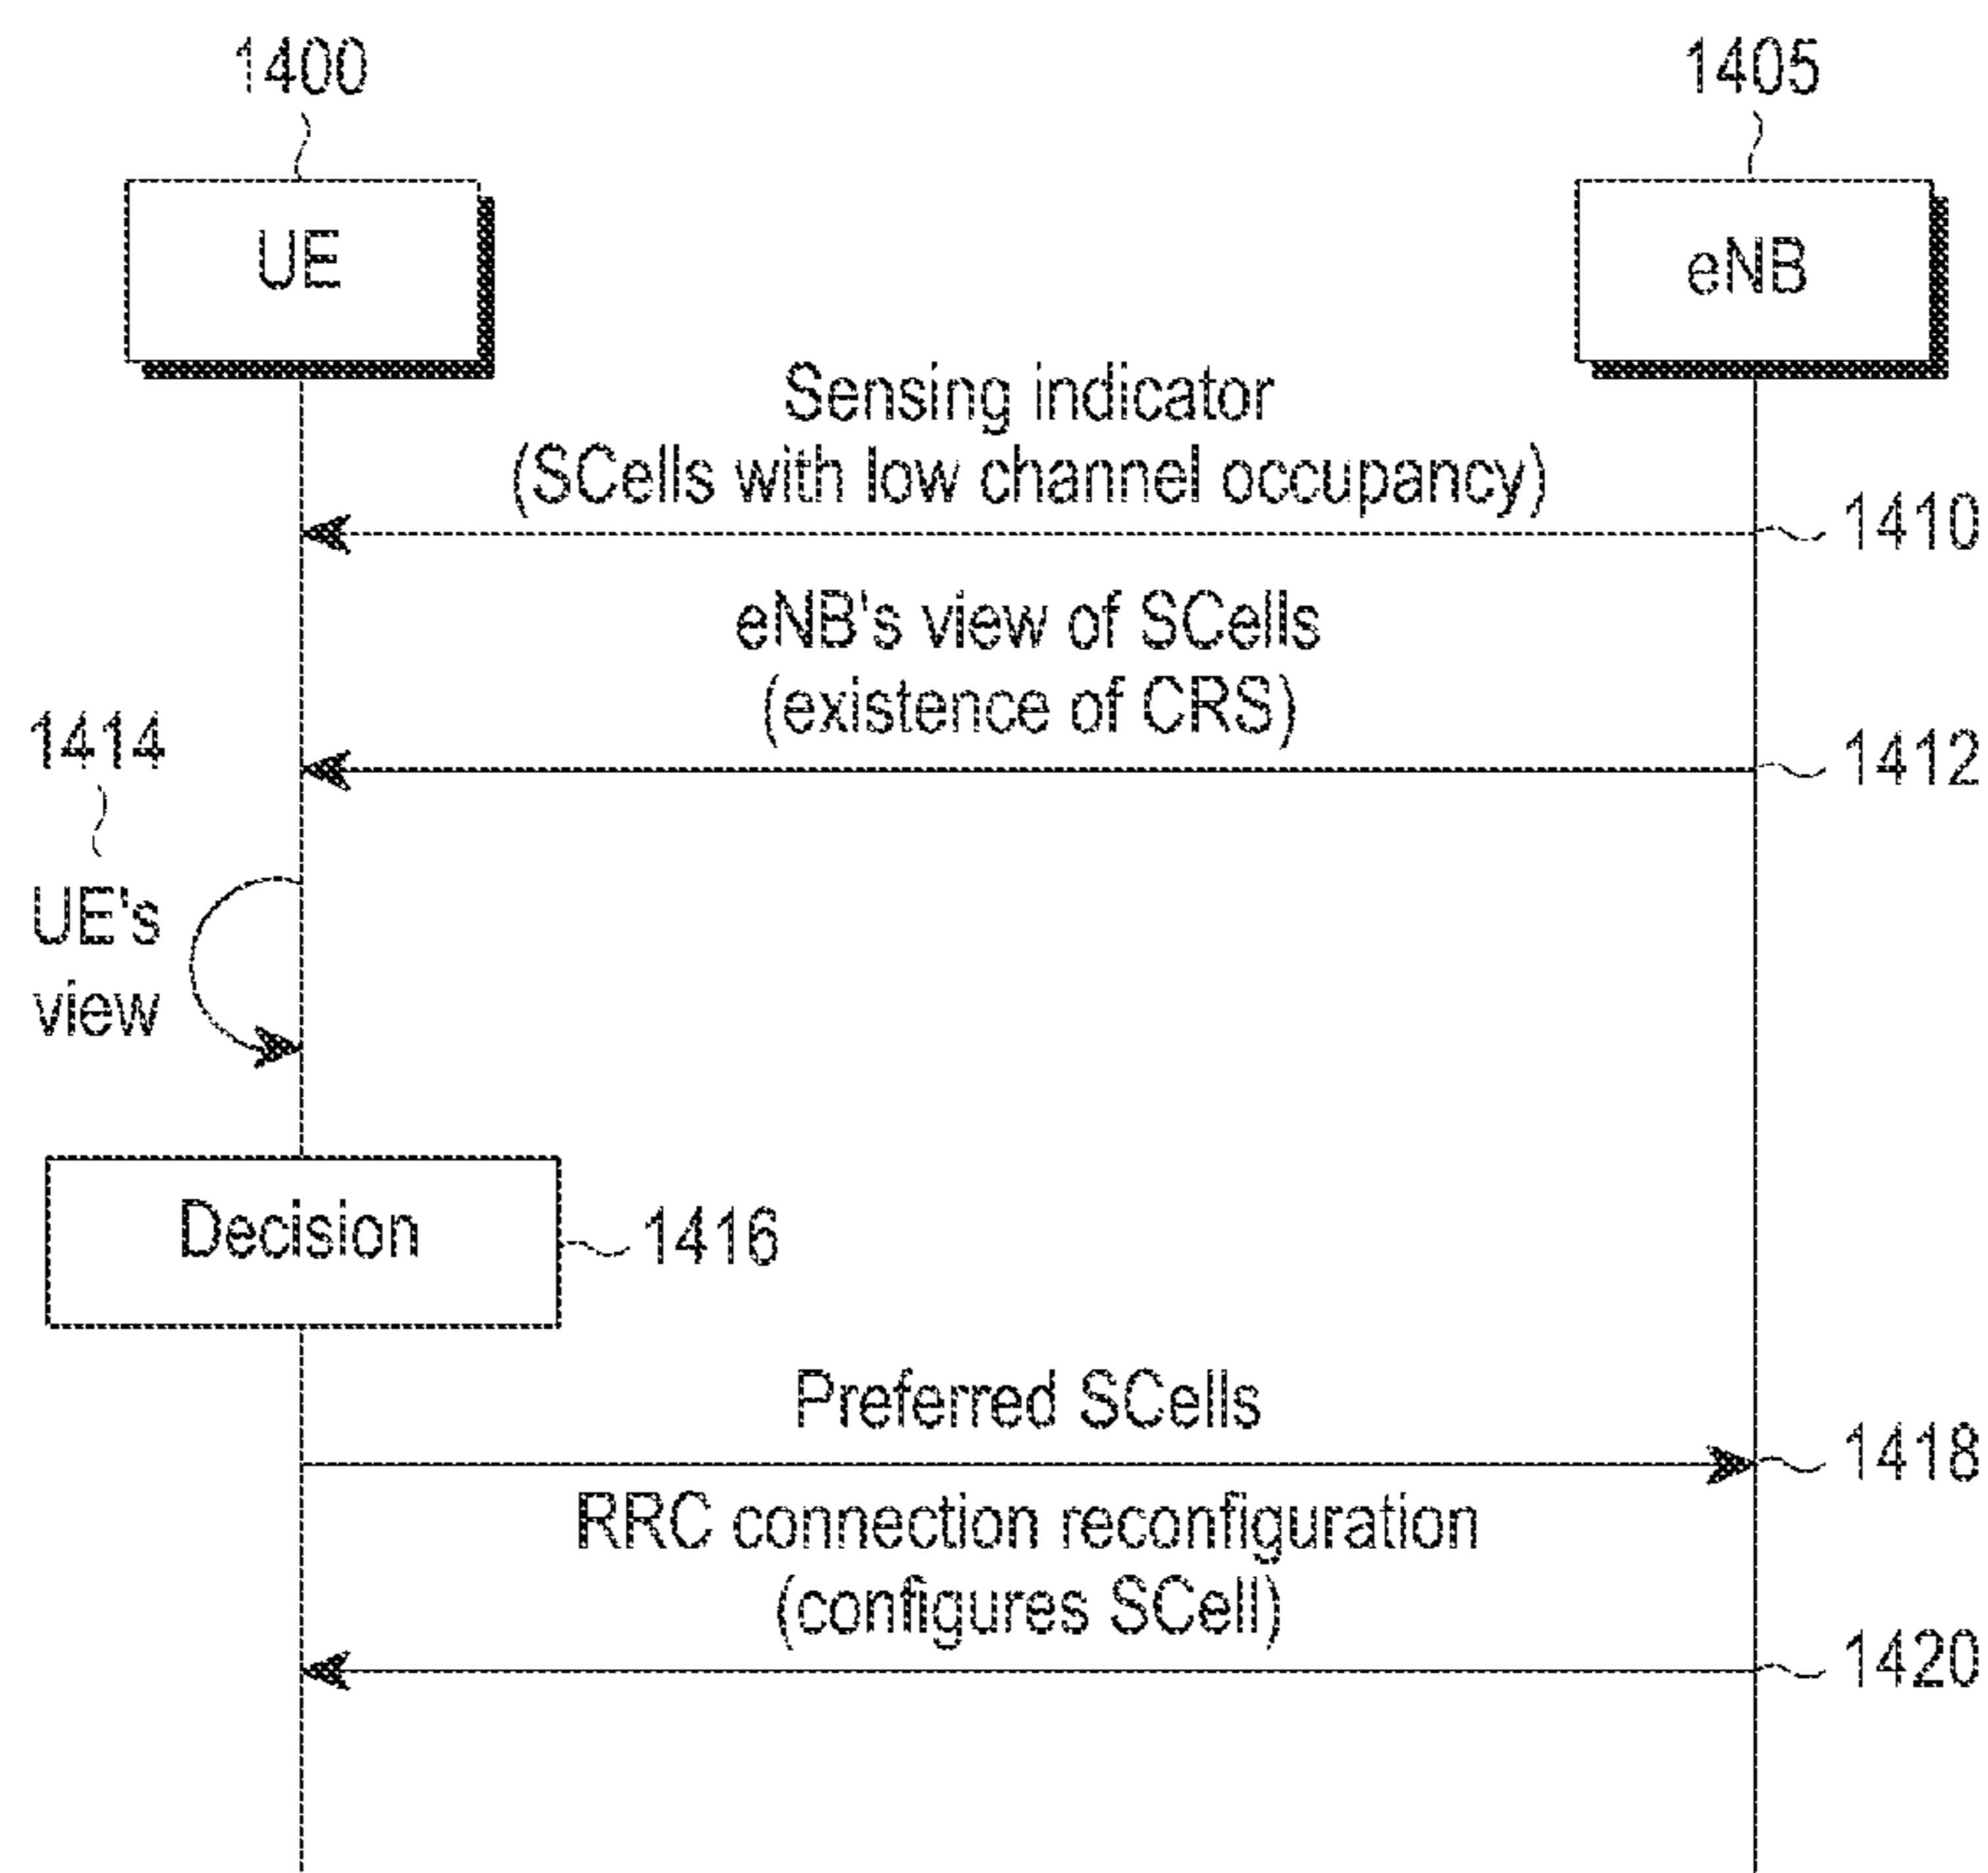 1400
1405
UE
eNB
Sensing indicator
(SCells with low channel occupancy)
1410
eNB's view of SCells
(existence of CRS)
1412
1414
UE's
view
Decision
1416
Preferred SCells
1418
RRC connection reconfiguration
(configures SCell)
1420